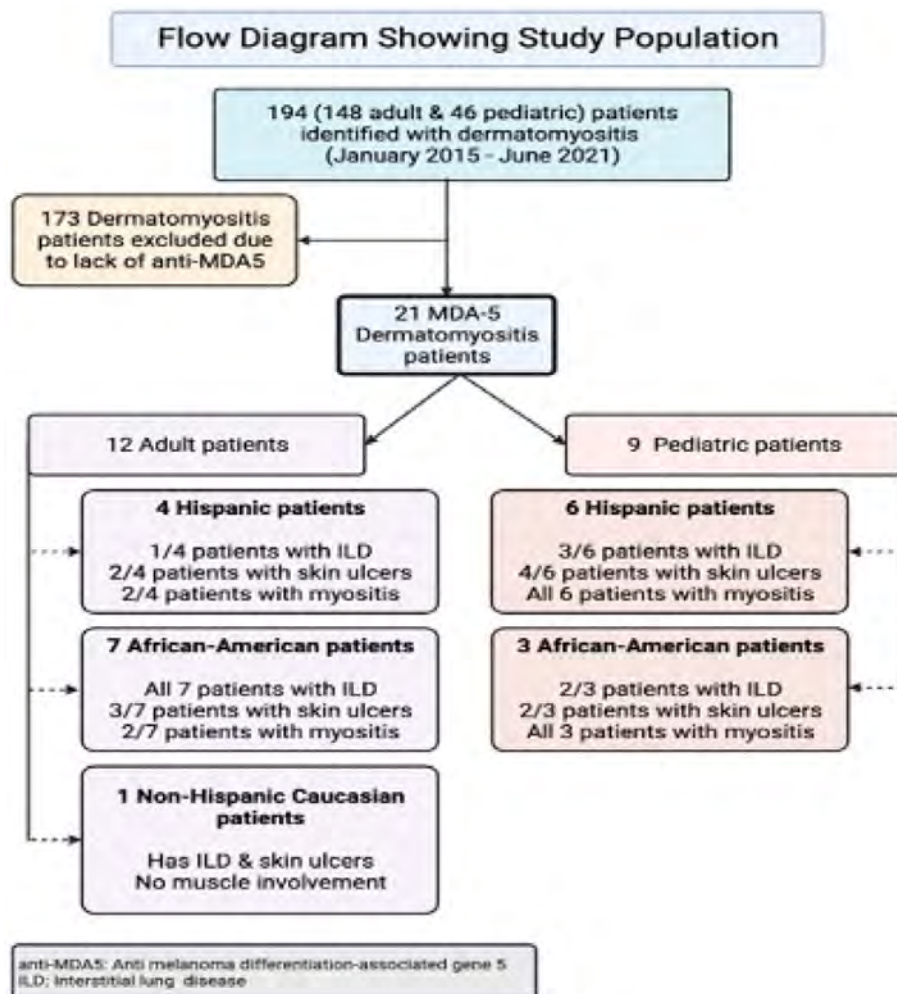 Flow Diagram Showing Study Population
194 (148 adult & 46 pediatric) patients
identified with dermatomyositis
(January 2015 - June 2021)
173 Dermatomyositis
patients excluded due
to lack of anti-MDA5
21 MDA-5
Dermatomyositis
patients
12 Adult patients
9 Pediatric patients
4 Hispanic patients
1/4 patients with ILD
2/4 patients with skin ulcers
2/4 patients with myositis
6 Hispanic patients
3/6 patients with ILD
4/6 patients with skin ulcers
All 6 patients with myositis
7 African-American patients
All 7 patients with ILD
3/7 patients with skin ulcers
2/7 patients with myositis
3 African-American patients
2/3 patients with ILD
2/3 patients with skin ulcers
All 3 patients with myositis
1 Non-Hispanic Caucasian
patients
Has ILD & skin ulcers
No muscle involvement
anti-MDA5: Anti melanoma differentiation-associated gene 5
ILD: Interstitial lung disease